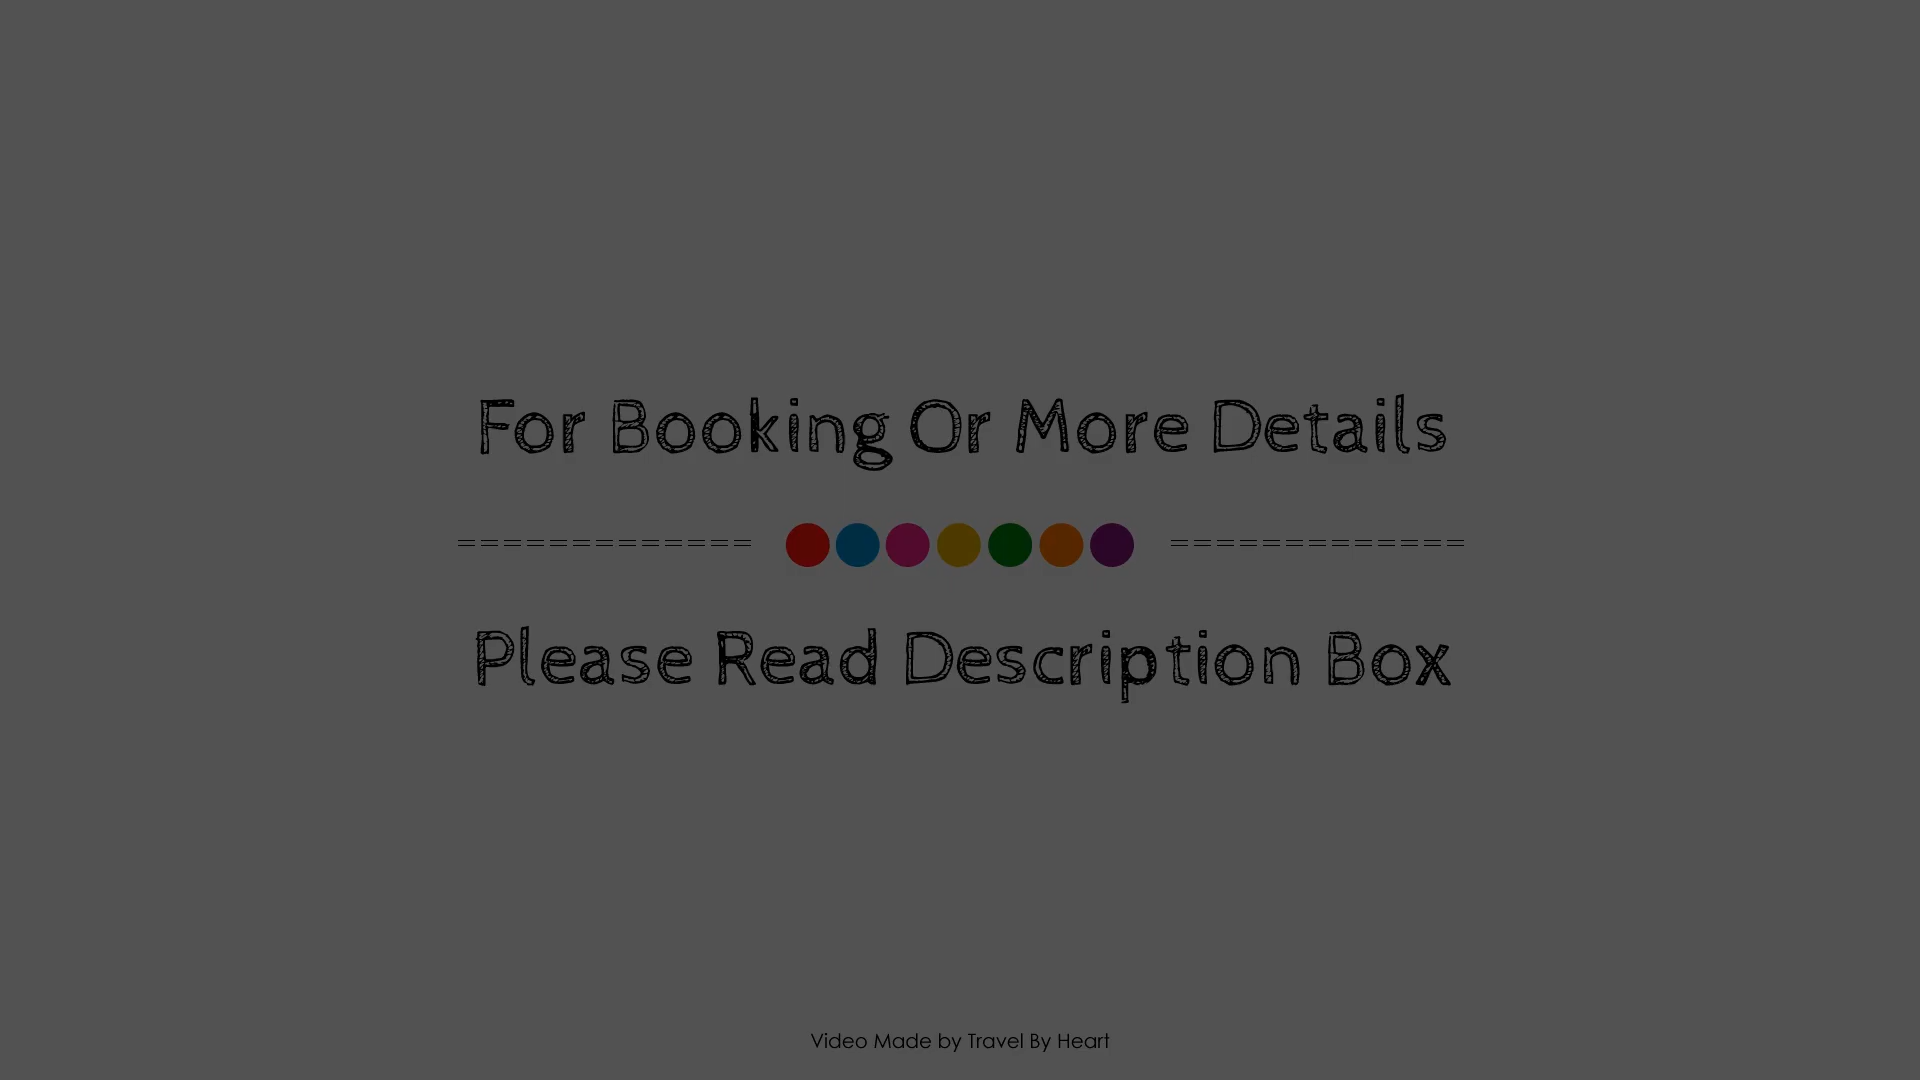 For Booking Or More Details
============= =============
Please Read Description Box
Video Made by Travel By Heart